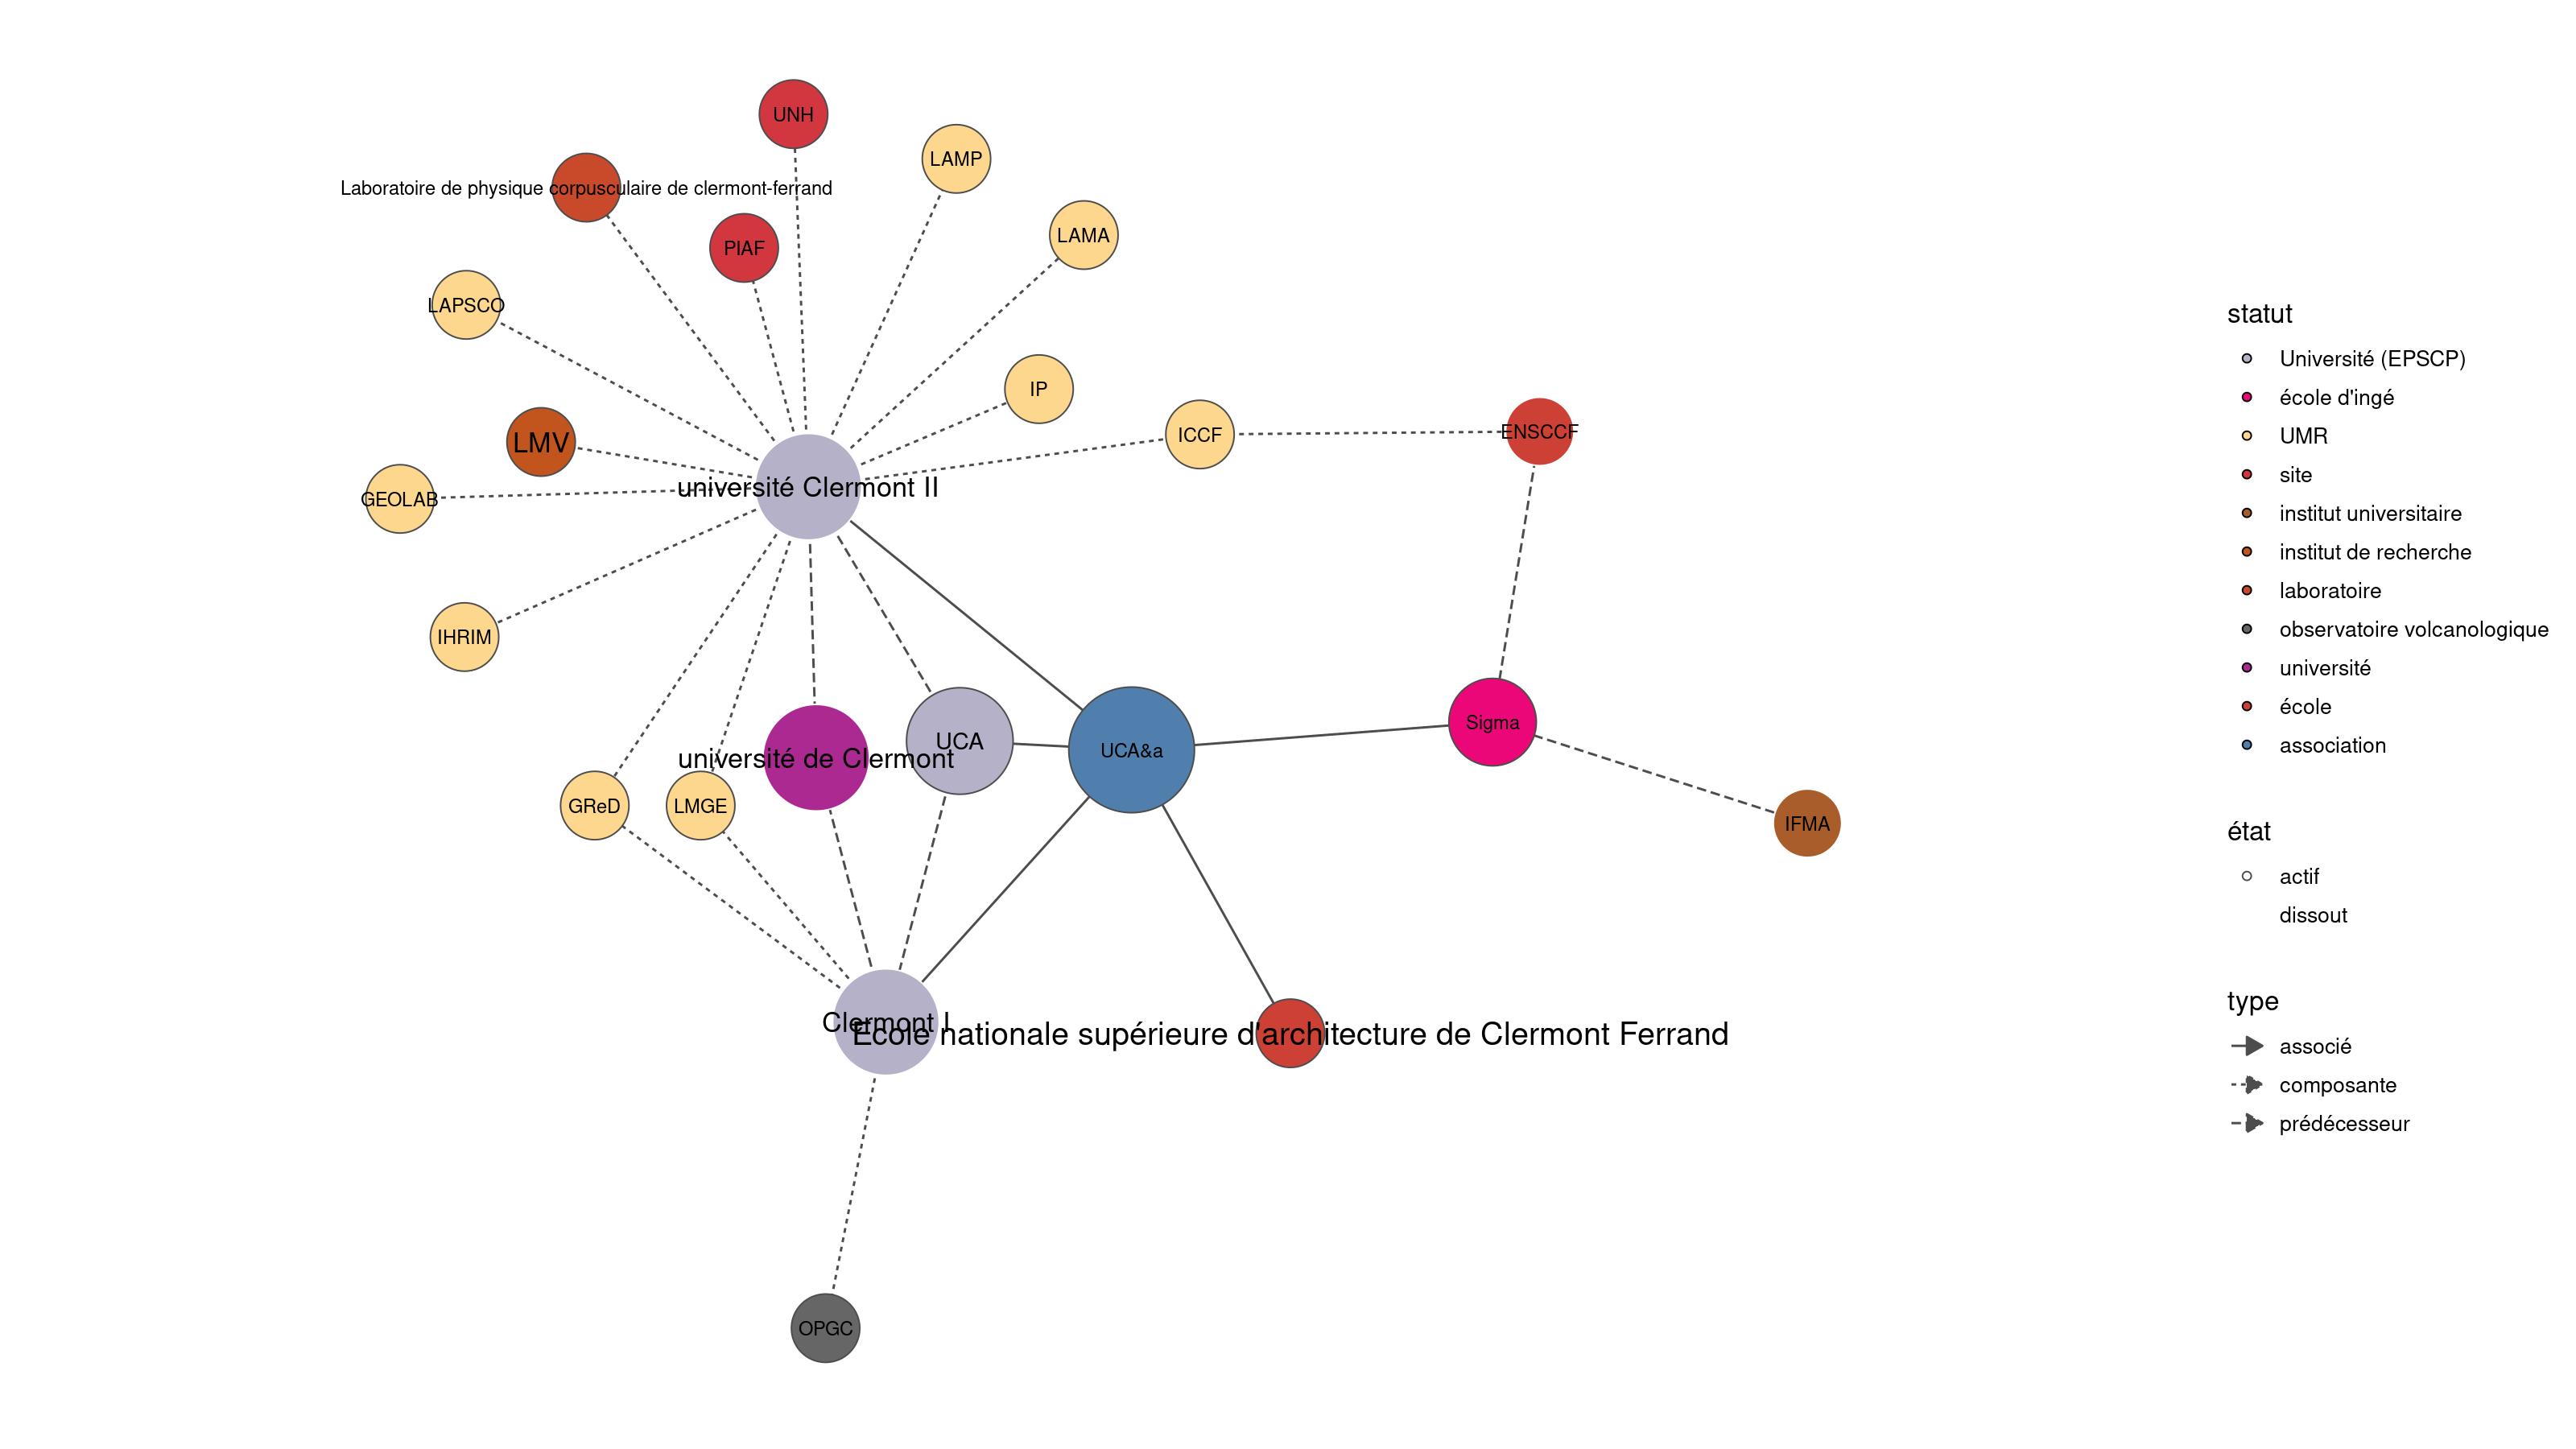 UNH
LAMP
Laboratoire de physique corpusculaire de clermont-ferrand
LAMA
PIAF
LAPSCO
IP
LMV
ICCF
ENSCCF
université Clermont II
GEOLAB
IHRIM
Sigma
UCA
UCA&a
université de Clermont
GReD
LMGE
IFMA
Clermont I
Ecole nationale supérieure d'architecture de Clermont Ferrand
OPGC
statut
Université (EPSCP)
école d'ingé
UMR
site
institut universitaire
institut de recherche
laboratoire
observatoire volcanologique
université
école
association
état
actif
dissout
type
associé
composante
prédécesseur